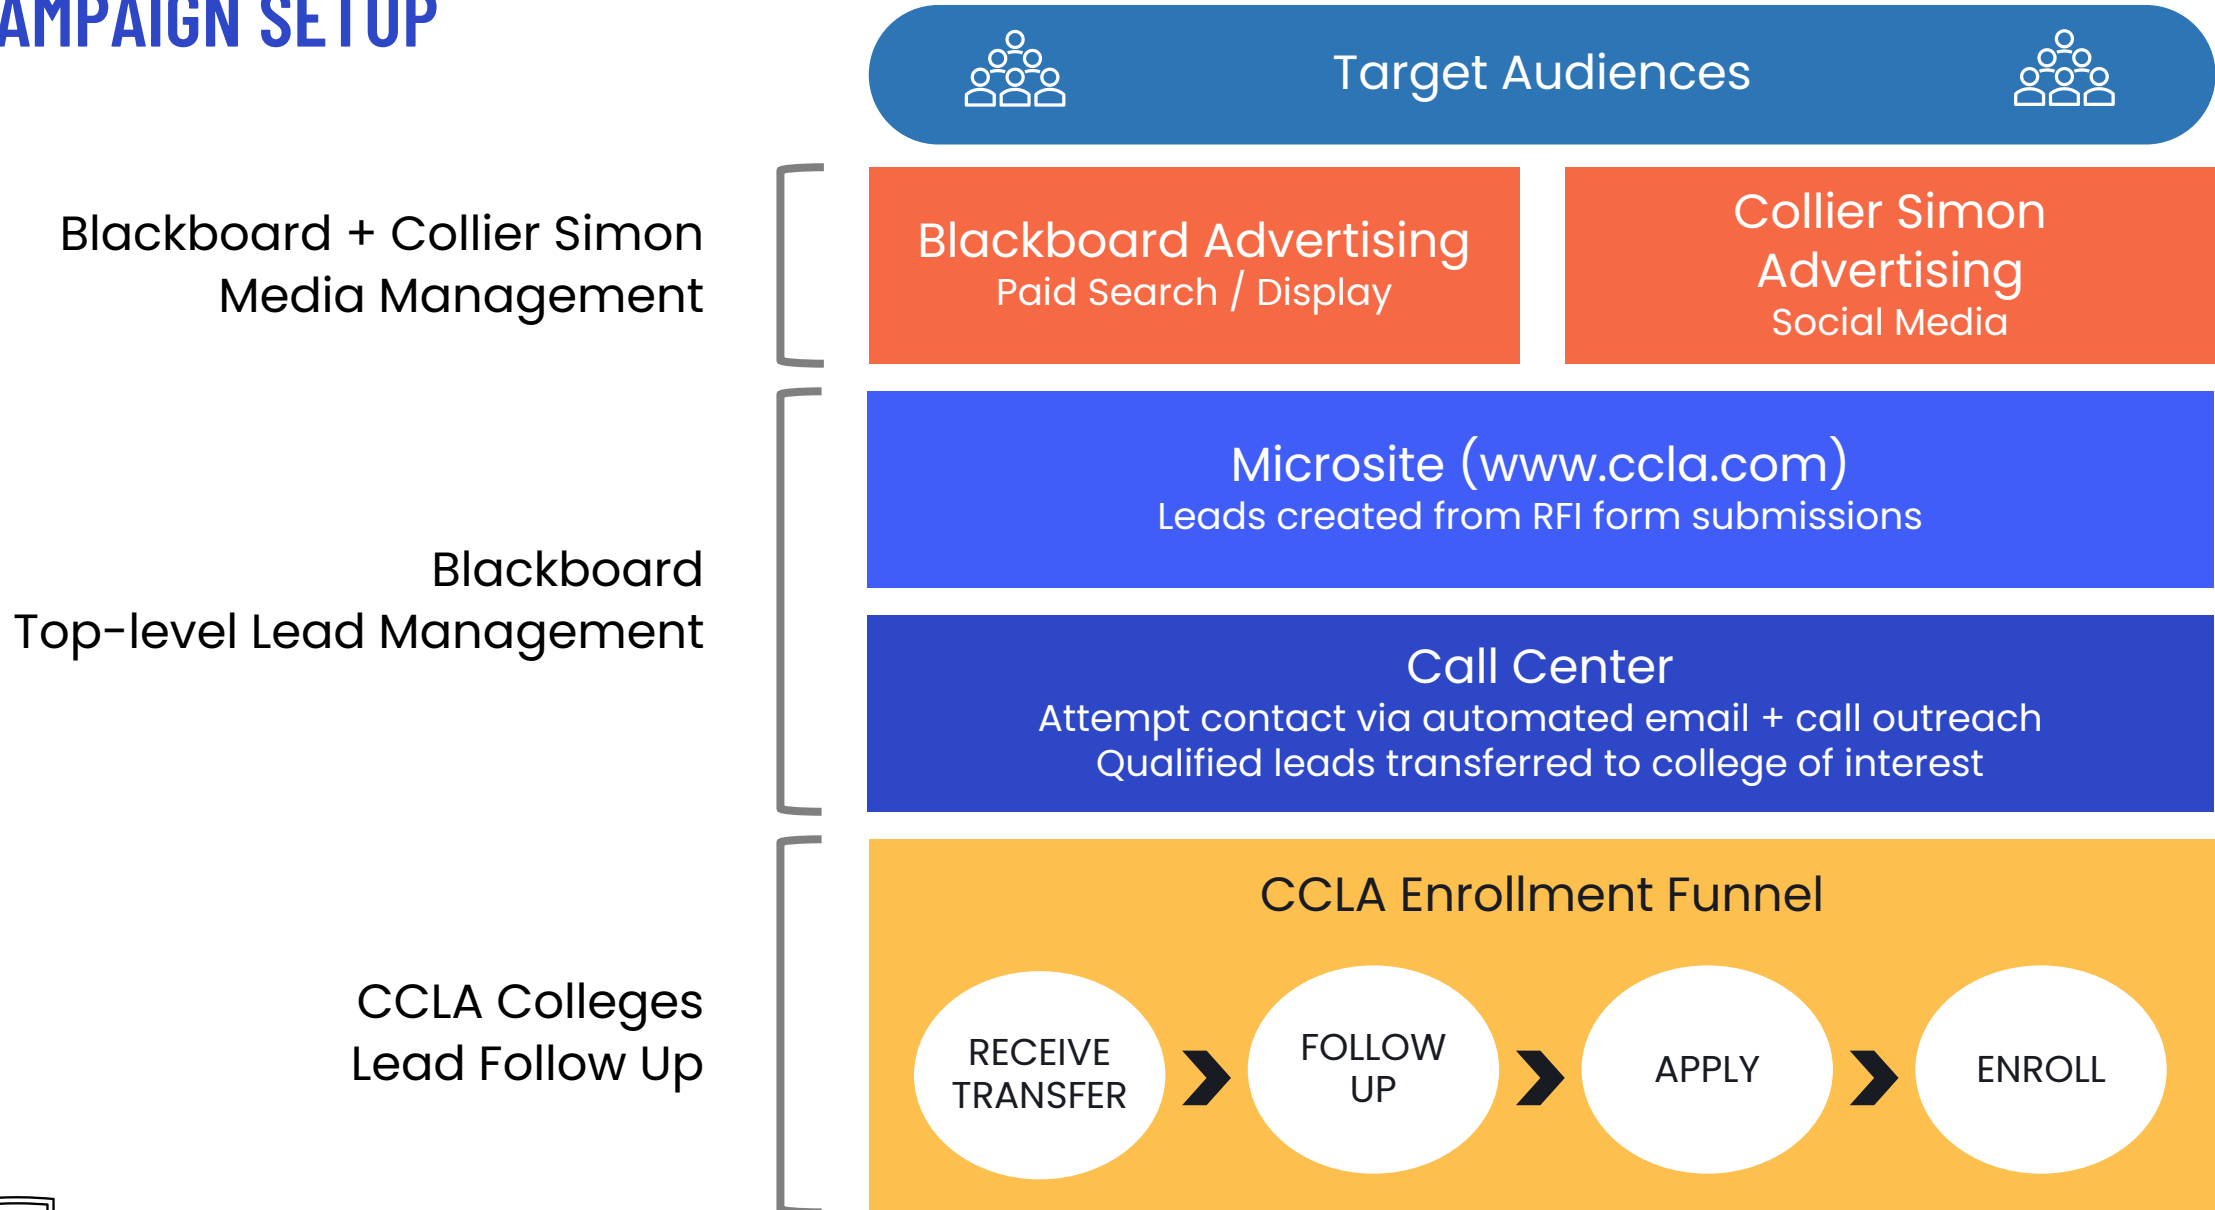 AMPAIGN SETUP
Target Audiences
Blackboard + Collier Simon
Media Management
Blackboard Advertising
Paid Search / Display
Collier Simon
Advertising
Social Media
Blackboard
Top-level Lead Management
Microsite (www.ccla.com)
Leads created from RFI form submissions
Call Center
Attempt contact via automated email + call outreach
Qualified leads transferred to college of interest
CCLA Colleges
Lead Follow Up
CCLA Enrollment Funnel
RECEIVE
TRANSFER
FOLLOW
UP
APPLY
ENROLL